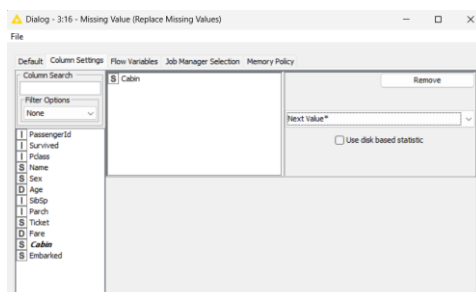 Dialog - 3:16 - Missing Value (Replace Missing Values)
File
Default Column Settings Flow Variables Job Manager Selection Memory Policy
Column Search
Filter Options
None
I PassengerId
I Survived
I Pclass
S Name
S Sex
D Age
I SibSp
I Parch
S Ticket
D Fare
S Cabin
S Embarked
S Cabin
Remove
Next Value*
Use disk based statistic